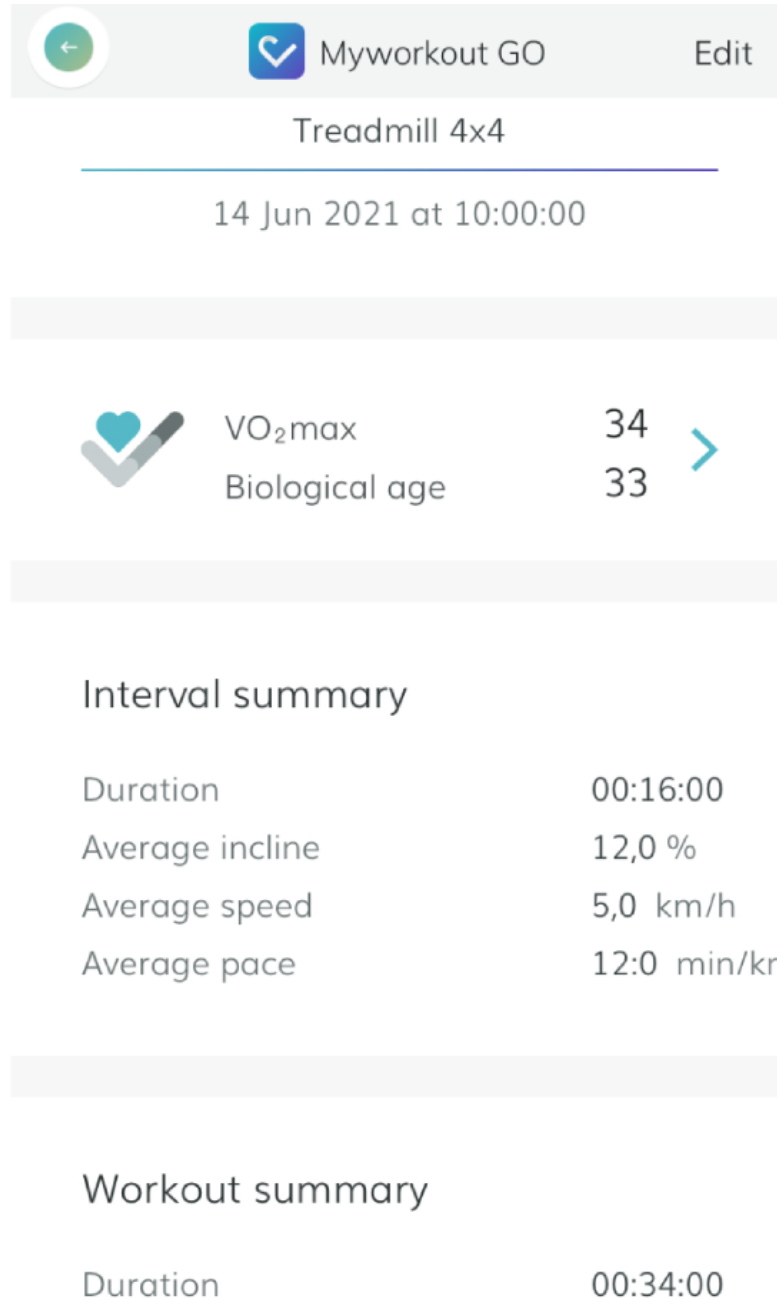 Myworkout GO Edit
Treadmill 4x4
14 Jun 2021 at 10:00:00
VO₂max 34
Biological age 33
Interval summary
Duration 00:16:00
Average incline 12,0 %
Average speed 5,0 km/h
Average pace 12:0
Workout summary
Duration 00:34:00